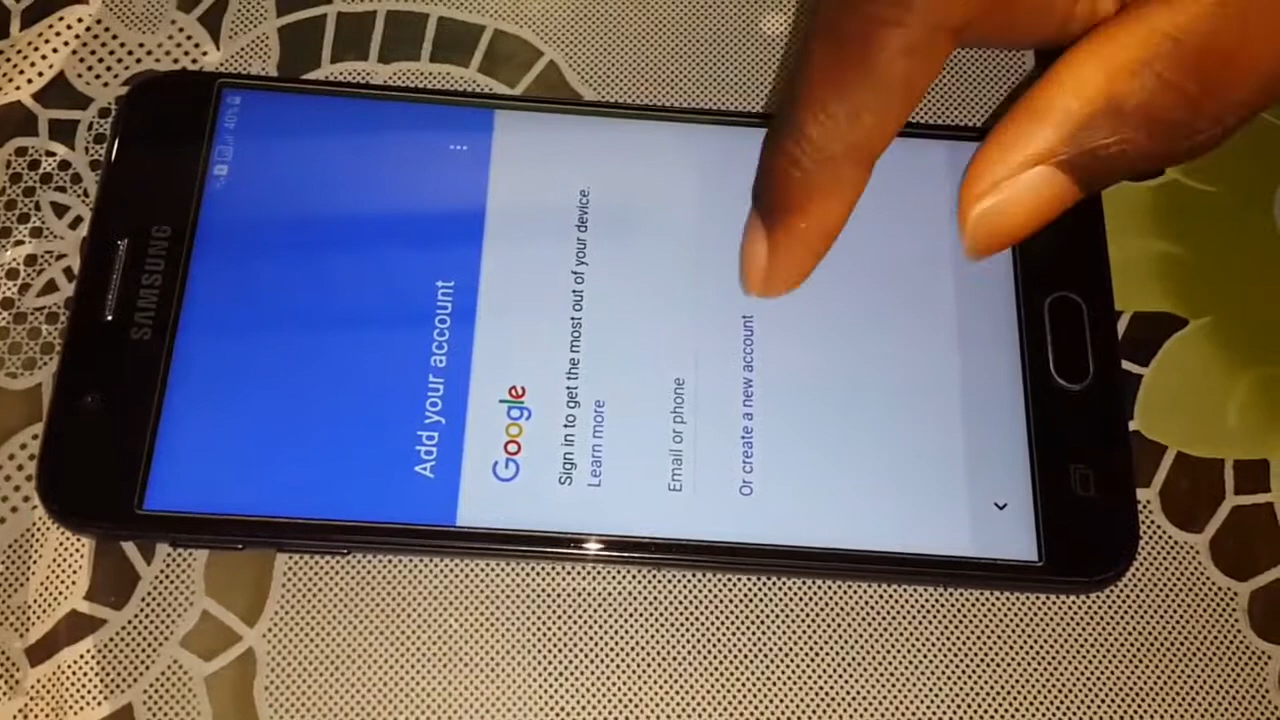 SAMSUNG
40%
Add your account
Google
Sign in to get the most out of your device.
Learn more
Email or phone
Or create a new account